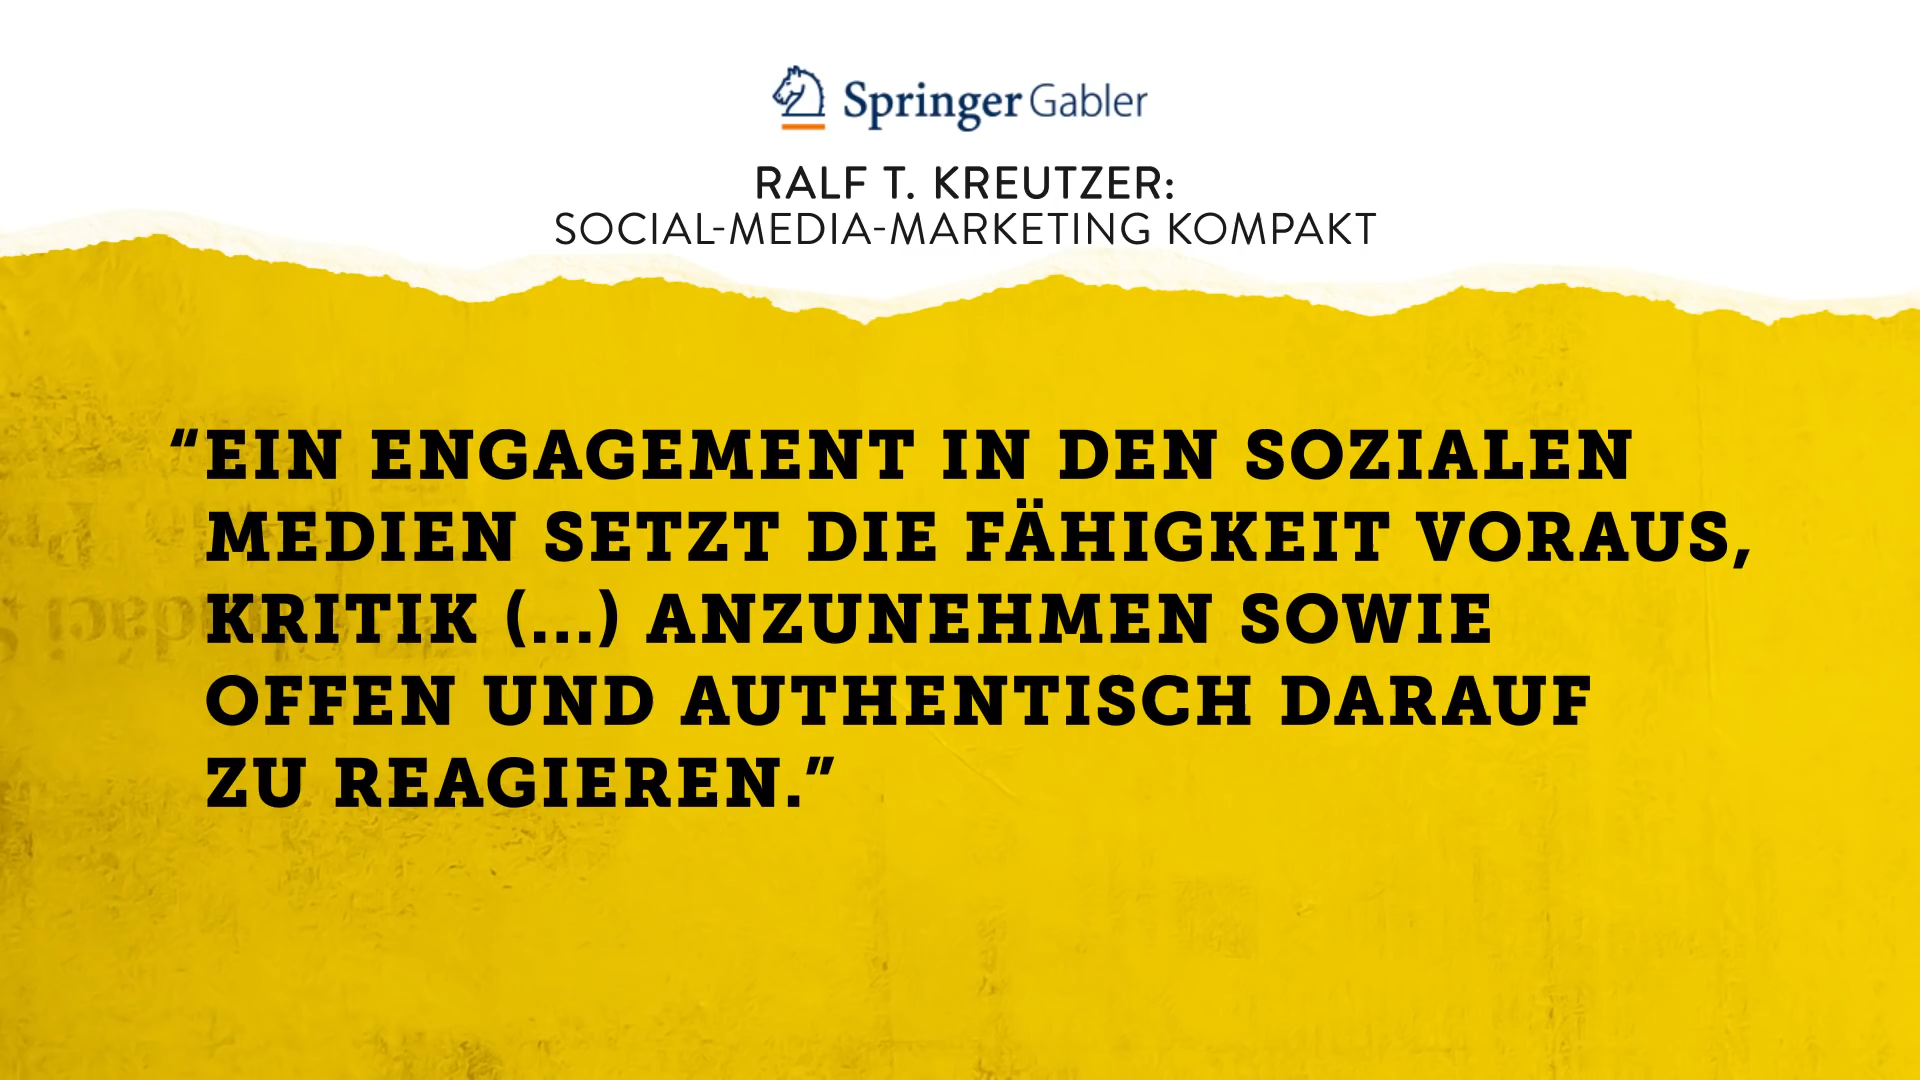 Springer Gabler
RALF T. KREUTZER:
SOCIAL-MEDIA-MARKETING KOMPAKT
“EIN ENGAGEMENT IN DEN SOZIALEN
MEDIEN SETZT DIE FÄHIGKEIT VORAUS,
KRITIK (...) ANZUNEHMEN SOWIE
OFFEN UND AUTHENTISCH DARAUF
ZU REAGIEREN.”